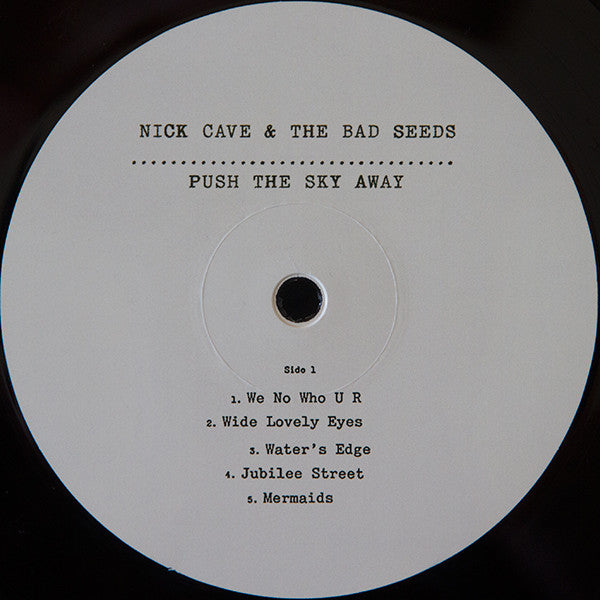 NICK CAVE & THE BAD SEEDS
PUSH THE SKY AWAY
Side 1
1. We No Who U R
2. Wide Lovely Eyes
3. Water's Edge
4. Jubilee Street
5. Mermaids